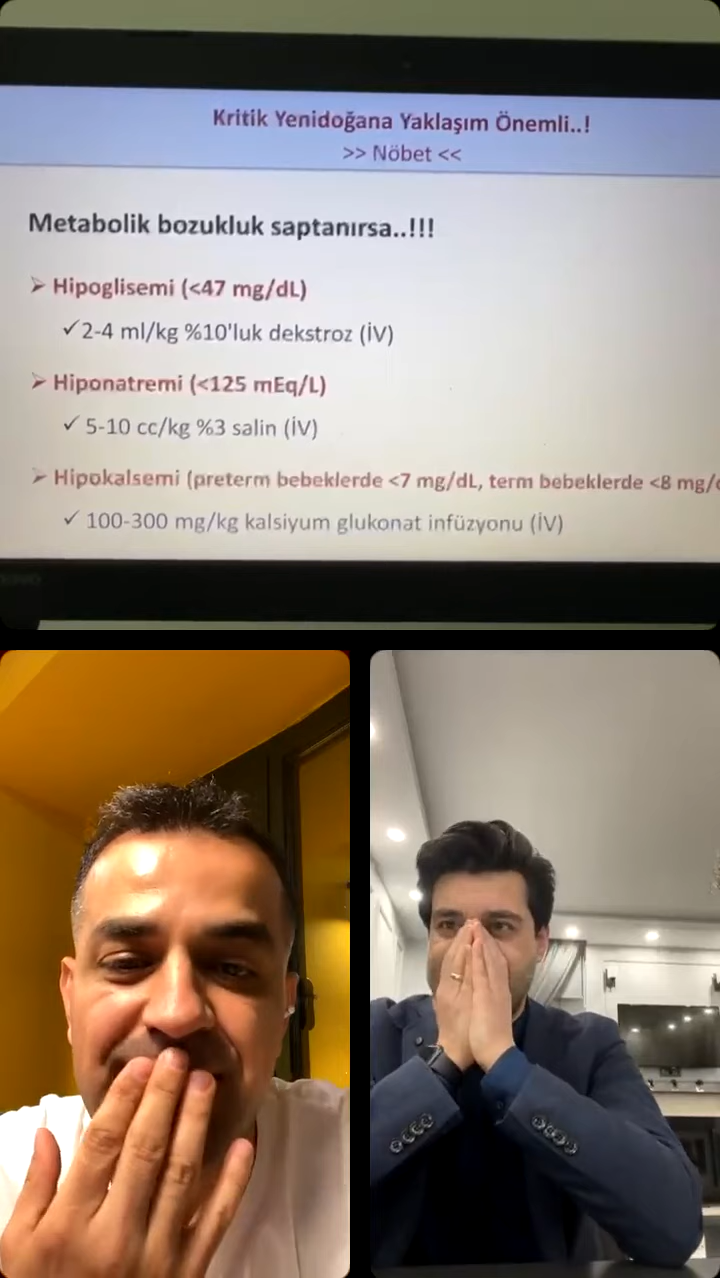 Kritik Yenidoğana Yaklaşım Önemli..!
>> Nöbet <<
Metabolik bozukluk saptanırsa..!!!
➢ Hipoglisemi (<47 mg/dL)
✓ 2-4 ml/kg %10'luk dekstroz (İV)
➢ Hiponatremi (<125 mEq/L)
✓ 5-10 cc/kg %3 salin (İV)
➢ Hipokalsemi (preterm bebeklerde <7 mg/dL, term bebeklerde <8 mg/
✓ 100-300 mg/kg kalsiyum glukonat infüzyonu (İV)